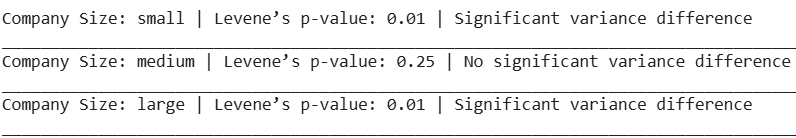 Company Size: small | Levene’s p-value: 0.01 | Significant variance difference
Company Size: medium | Levene’s p-value: 0.25 | No significant variance difference
Company Size: large | Levene’s p-value: 0.01 | Significant variance difference